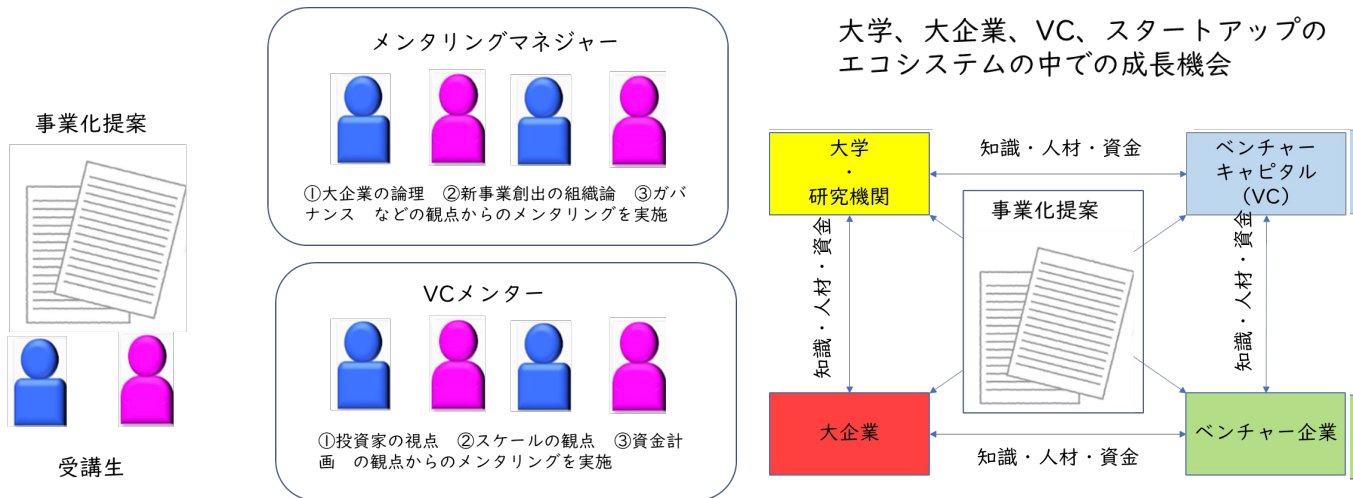 事業化提案
受講生
メンタリングマネジャー
①大企業の論理　②新事業創出の組織論　③ガバ
ナンス　などの観点からのメンタリングを実施
VCメンター
①投資家の視点　②スケールの観点　③資金計
画　の観点からのメンタリングを実施
大学、大企業、VC、スタートアップの
エコシステムの中での成長機会
大学
・
研究機関
知識・人材・資金
ベンチャー
キャピタル
（VC）
事業化提案
知識・人材・資金
知識・人材・資金
大企業
知識・人材・資金
ベンチャー企業